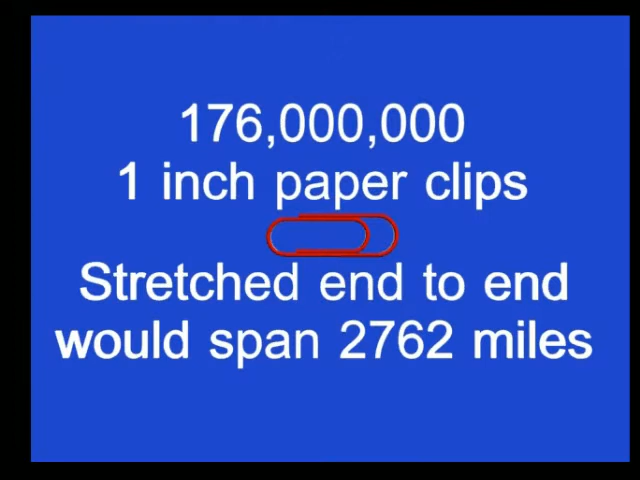 176,000,000
1 inch paper clips
Stretched end to end
would span 2762 miles